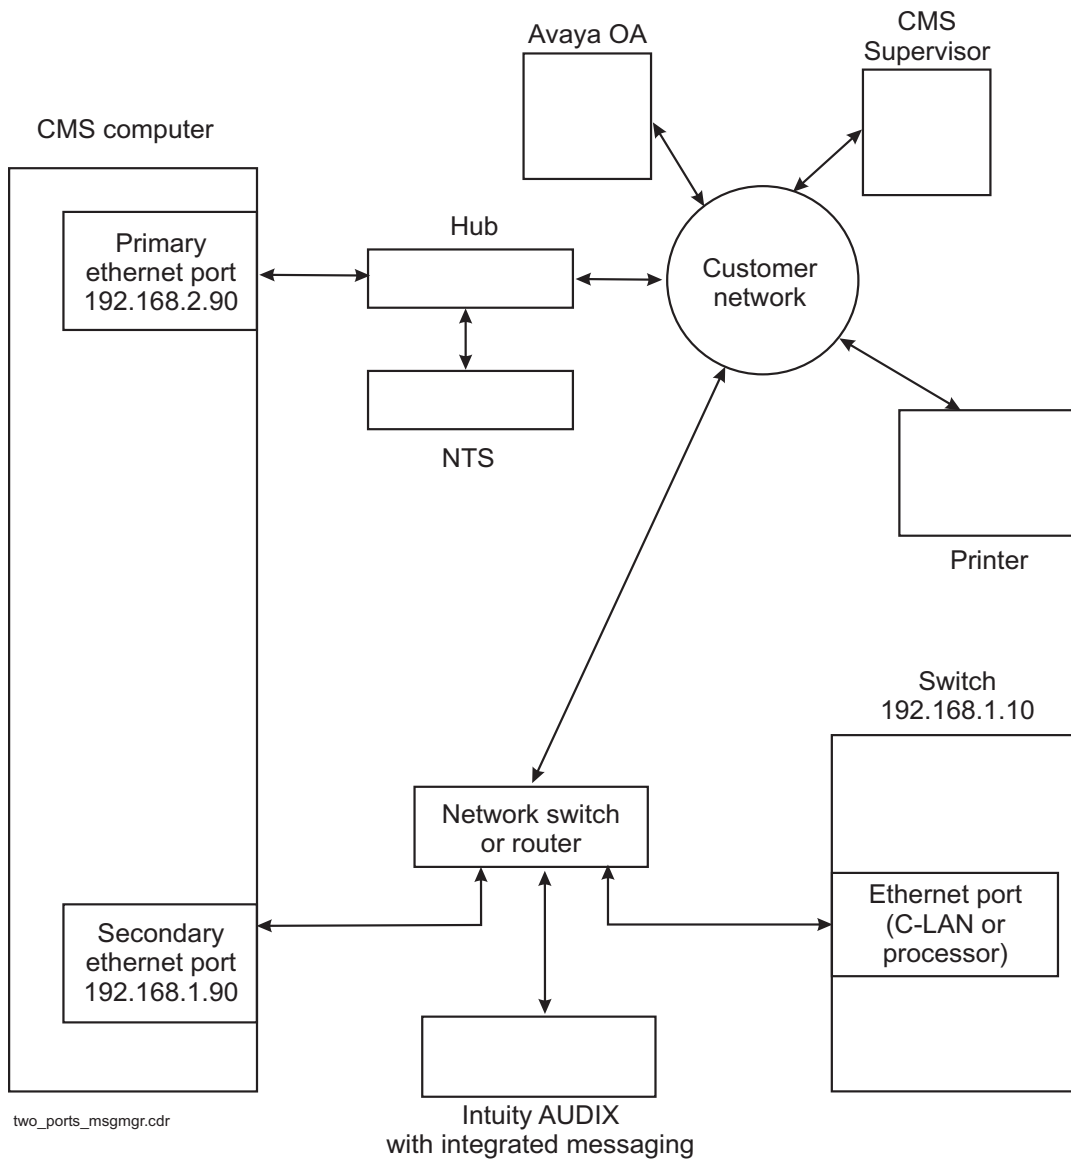 Avaya OA
CMS
Supervisor
CMS computer
Primary
ethernet port
192.168.2.90
Hub
Customer
network
NTS
Printer
Switch
192.168.1.10
Network switch
or router
Ethernet port
(C-LAN or
processor)
Secondary
ethernet port
192.168.1.90
Intuity AUDIX
with integrated messaging
two_ports_msgmgr.cdr